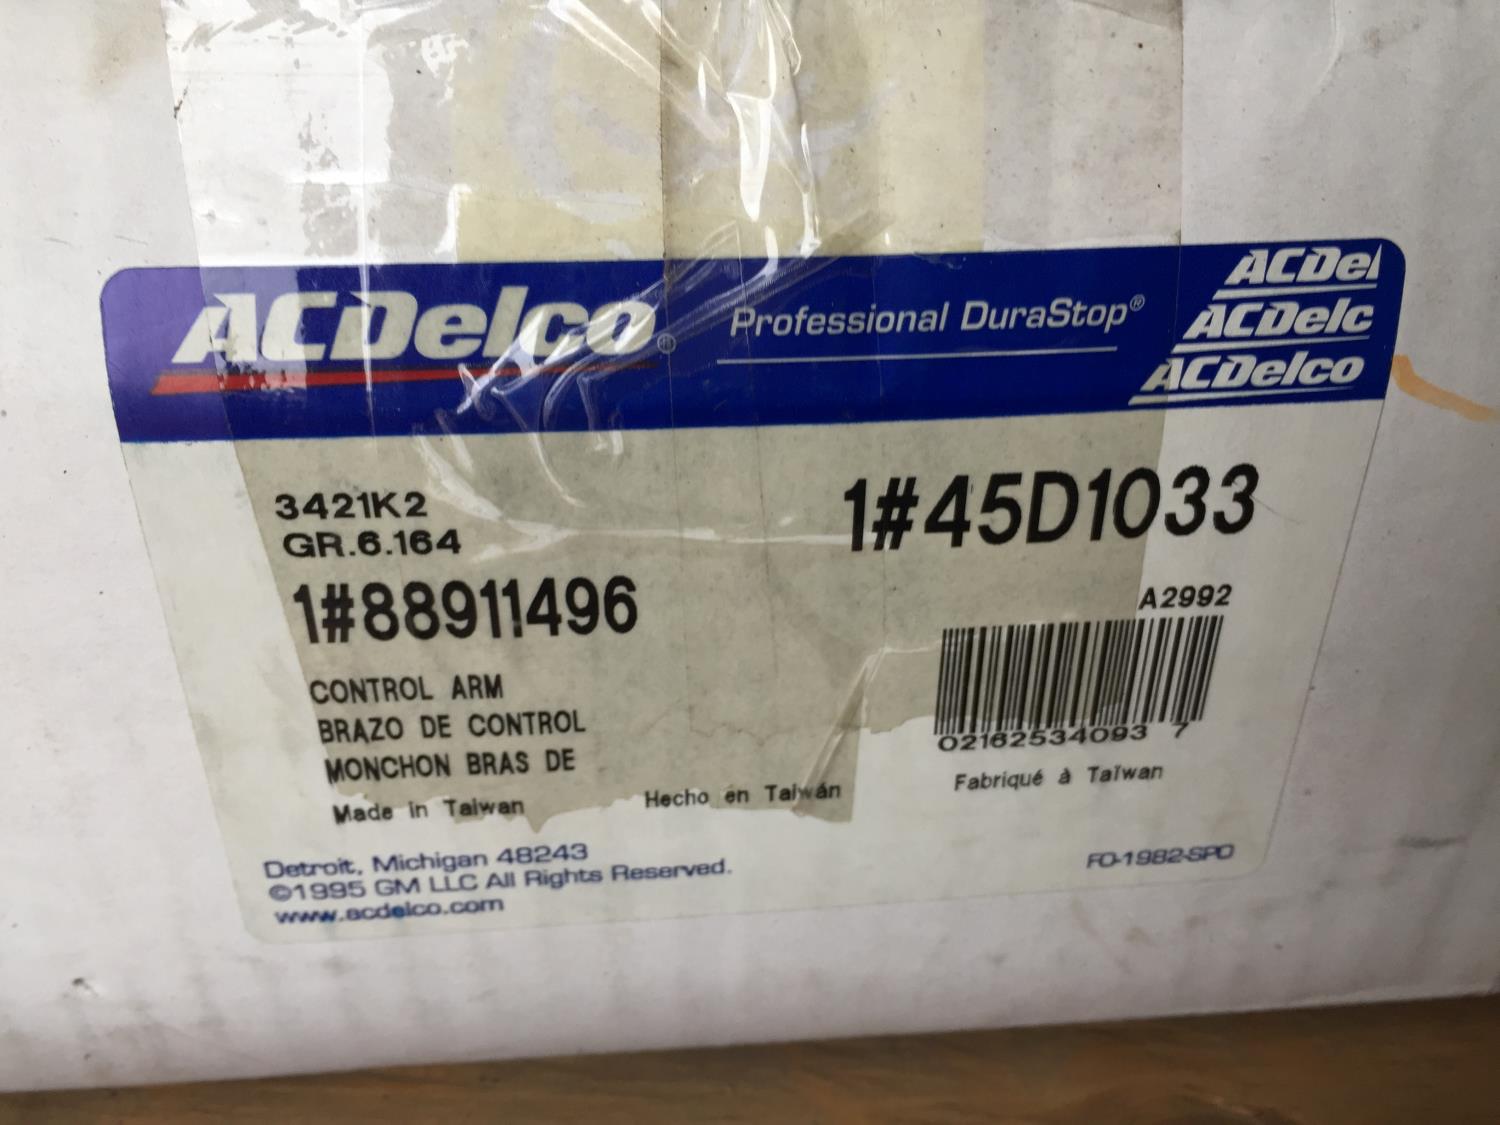 ACDelco® Professional DuraStop®
ACDel
ACDelc
ACDelco
3421K2
GR.6.164
1#45D1033
1#88911496
A2992
CONTROL ARM
BRAZO DE CONTROL
MONCHON BRAS DE
02162534093 7
Made in Taiwan
Hecho en Taiwán
Fabriqué à Taïwan
Detroit, Michigan 48243
©1995 GM LLC All Rights Reserved.
www.acdelco.com
FO-1982-SPO